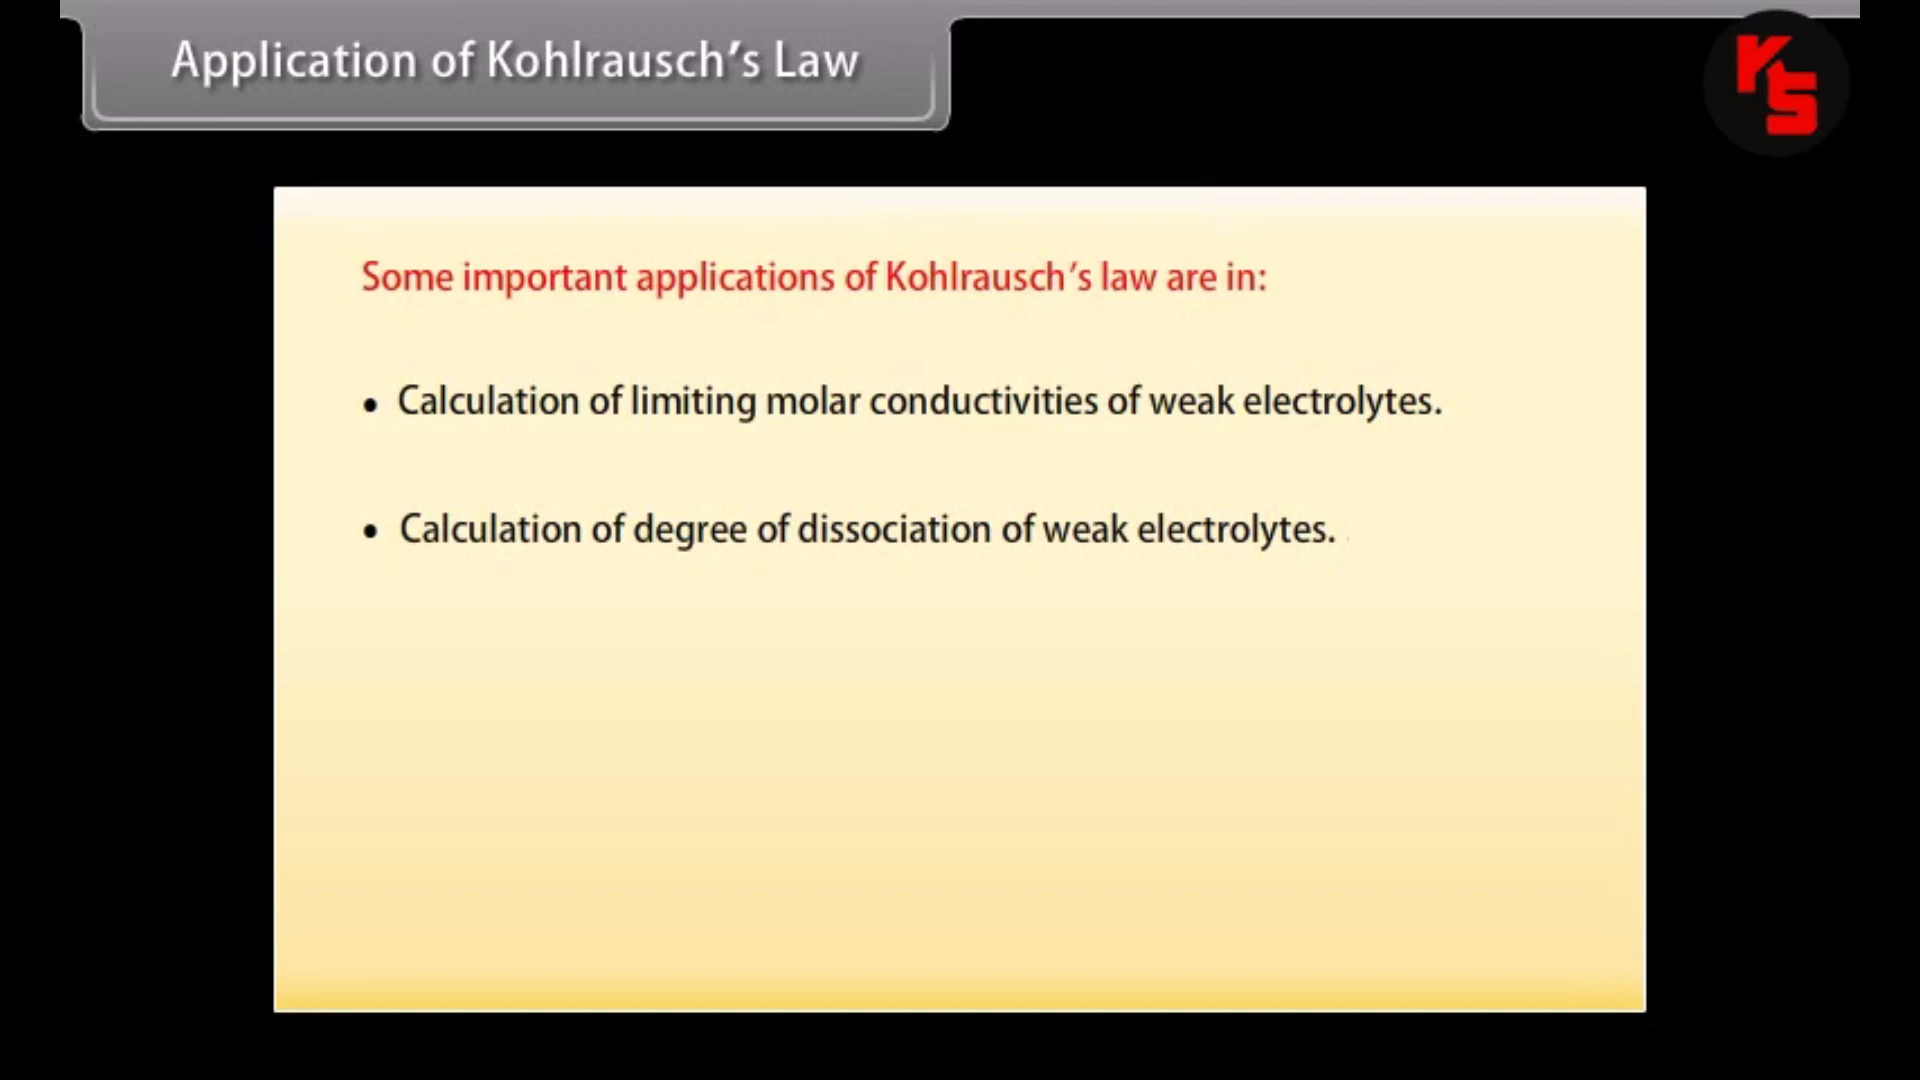 Application of Kohlrausch's Law
KS
Some important applications of Kohlrausch's law are in:
• Calculation of limiting molar conductivities of weak electrolytes.
• Calculation of degree of dissociation of weak electrolytes.